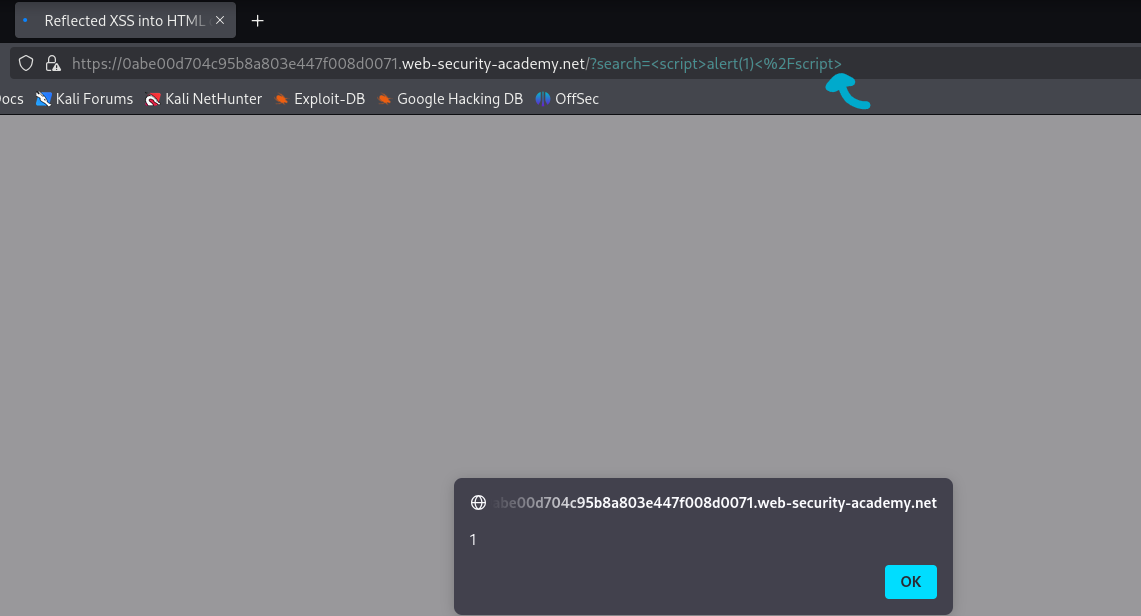 Reflected XSS into HTML
https://0abe00d704c95b8a803e447f008d0071.web-security-academy.net/?search=<script>alert(1)<%2Fscript>
ocs Kali Forums Kali NetHunter Exploit-DB Google Hacking DB OffSec
abe00d704c95b8a803e447f008d0071.web-security-academy.net
1
OK